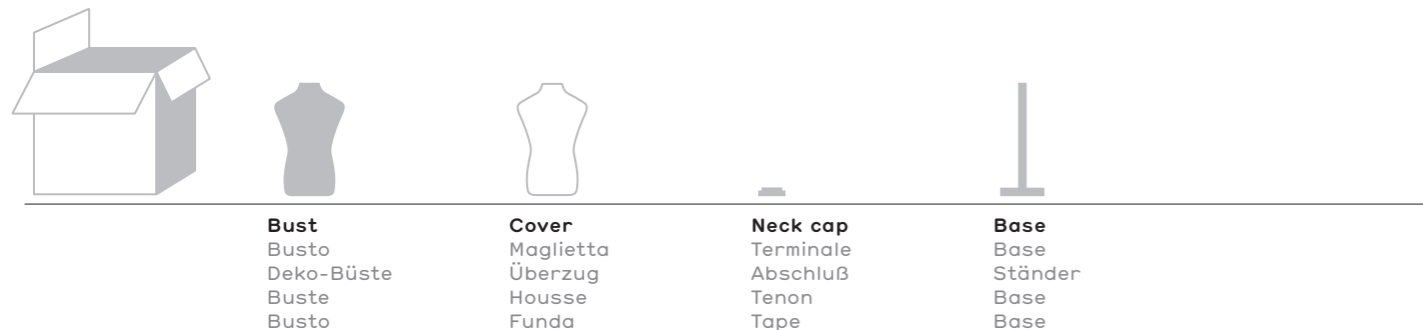 Bust Cover Neck cap Base
Busto Maglietta Terminale Base
Deko-Büste Überzug Abschluß Ständer
Buste Housse Tenon Base
Busto Funda Tape Base